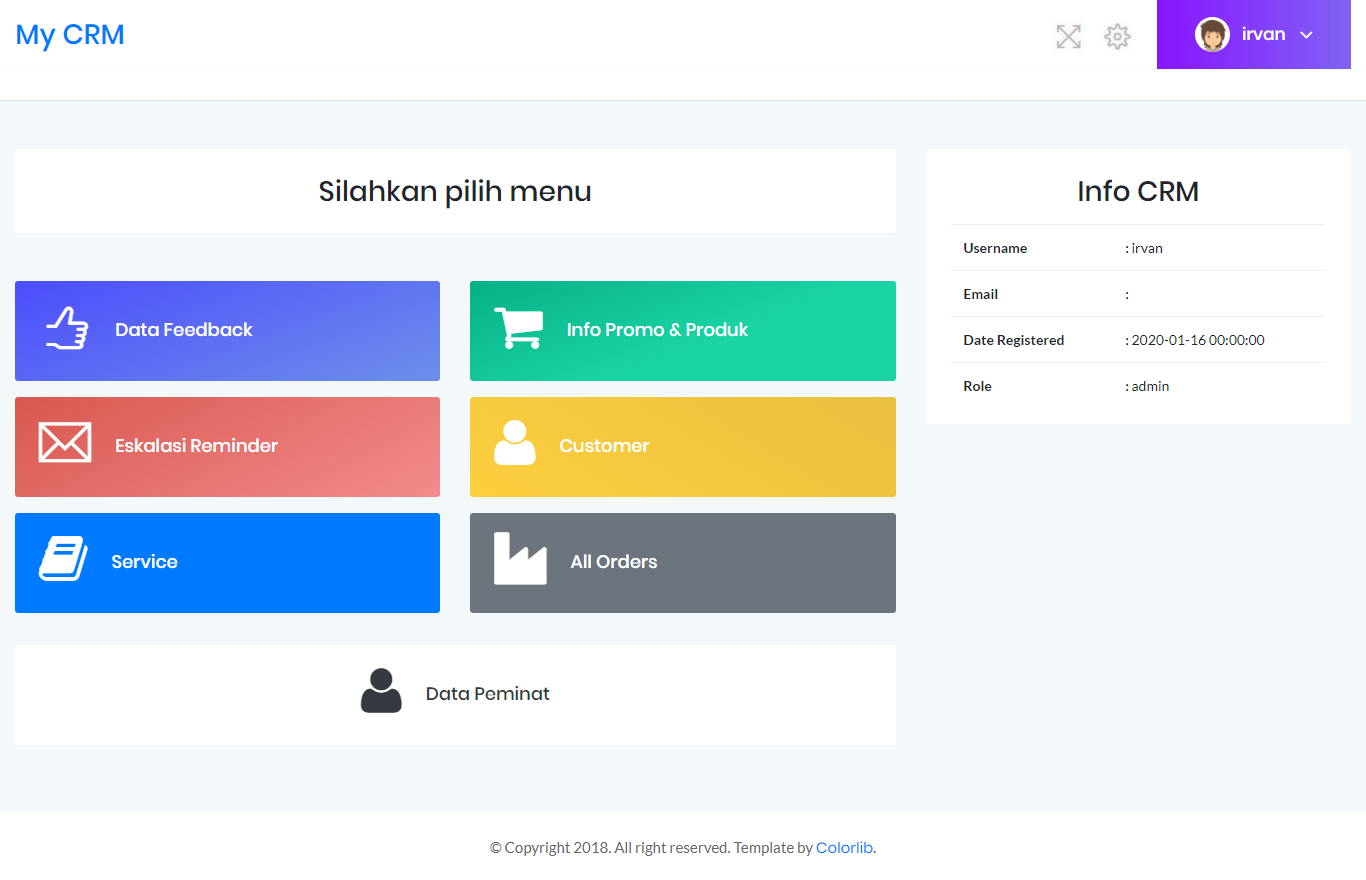 My CRM
irvan
Silahkan pilih menu
Data Feedback
Info Promo & Produk
Eskalasi Reminder
Customer
Service
All Orders
Data Peminat
Info CRM
Username : irvan
Email :
Date Registered : 2020-01-16 00:00:00
Role : admin
© Copyright 2018. All right reserved. Template by Colorlib.